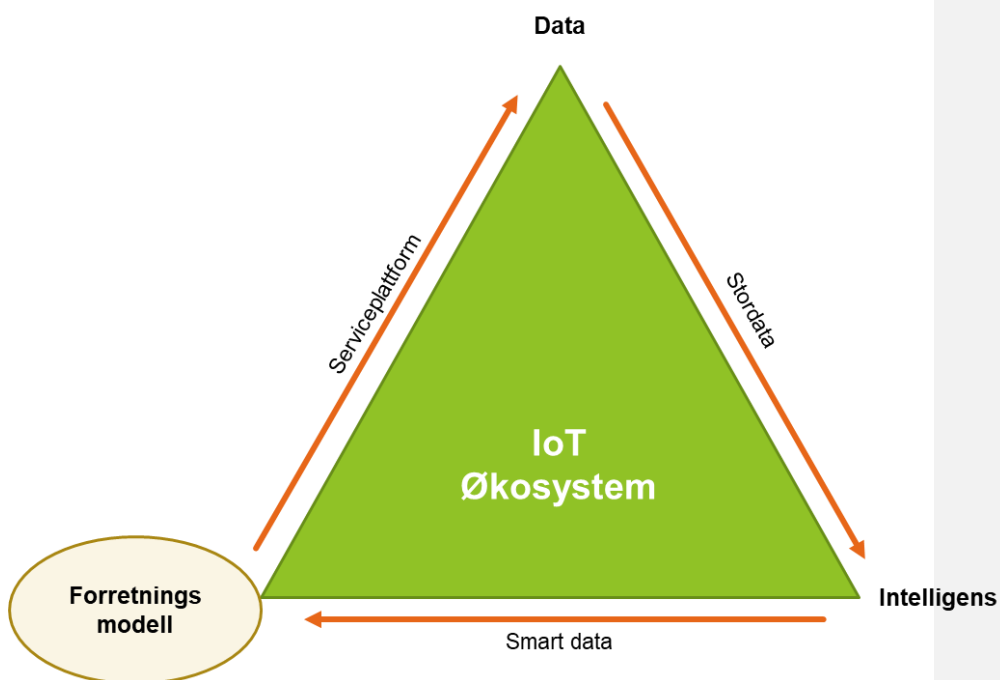 Data
Serviceplattform
Stordata
IoT
Økosystem
Forretnings
modell
Intelligens
Smart data